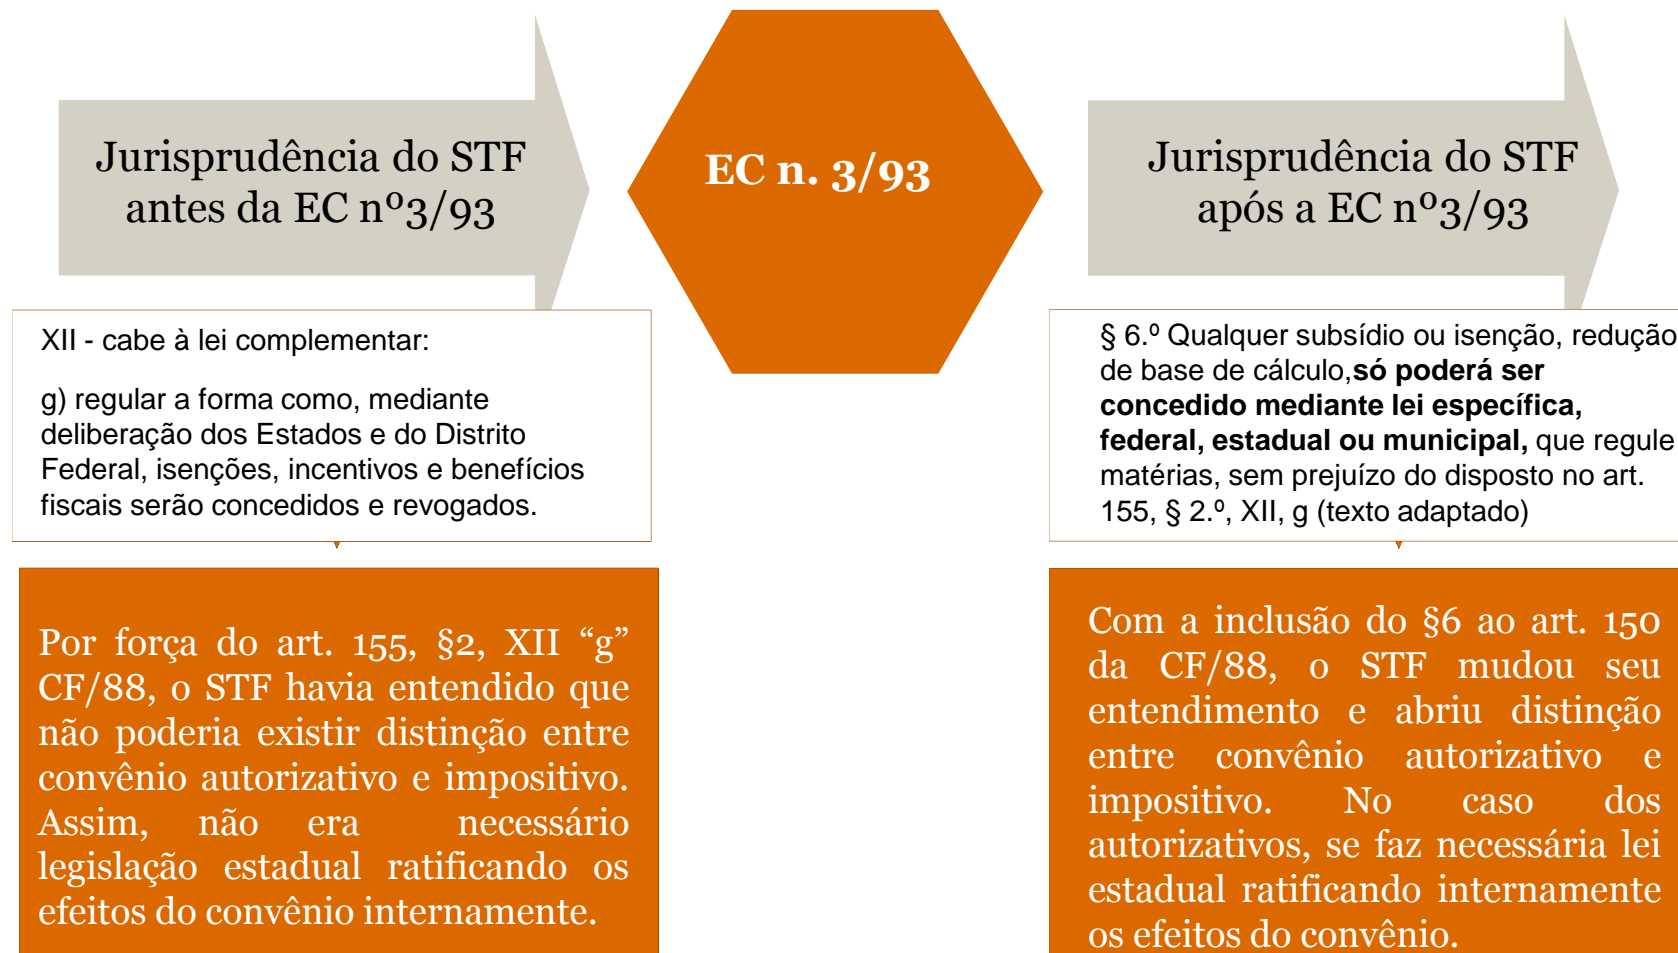 Jurisprudência do STF
antes da EC nº3/93
EC n. 3/93
Jurisprudência do STF
após a EC nº3/93
XII - cabe à lei complementar:
g) regular a forma como, mediante
deliberação dos Estados e do Distrito
Federal, isenções, incentivos e benefícios
fiscais serão concedidos e revogados.
§ 6.º Qualquer subsídio ou isenção, redução
de base de cálculo,só poderá ser
concedido mediante lei específica,
federal, estadual ou municipal, que regule
matérias, sem prejuízo do disposto no art.
155, § 2.º, XII, g (texto adaptado)
Por força do art. 155, §2, XII “g”
CF/88, o STF havia entendido que
não poderia existir distinção entre
convênio autorizativo e impositivo.
Assim, não era necessário
legislação estadual ratificando os
efeitos do convênio internamente.
Com a inclusão do §6 ao art. 150
da CF/88, o STF mudou seu
entendimento e abriu distinção
entre convênio autorizativo e
impositivo. No caso dos
autorizativos, se faz necessária lei
estadual ratificando internamente
os efeitos do convênio.